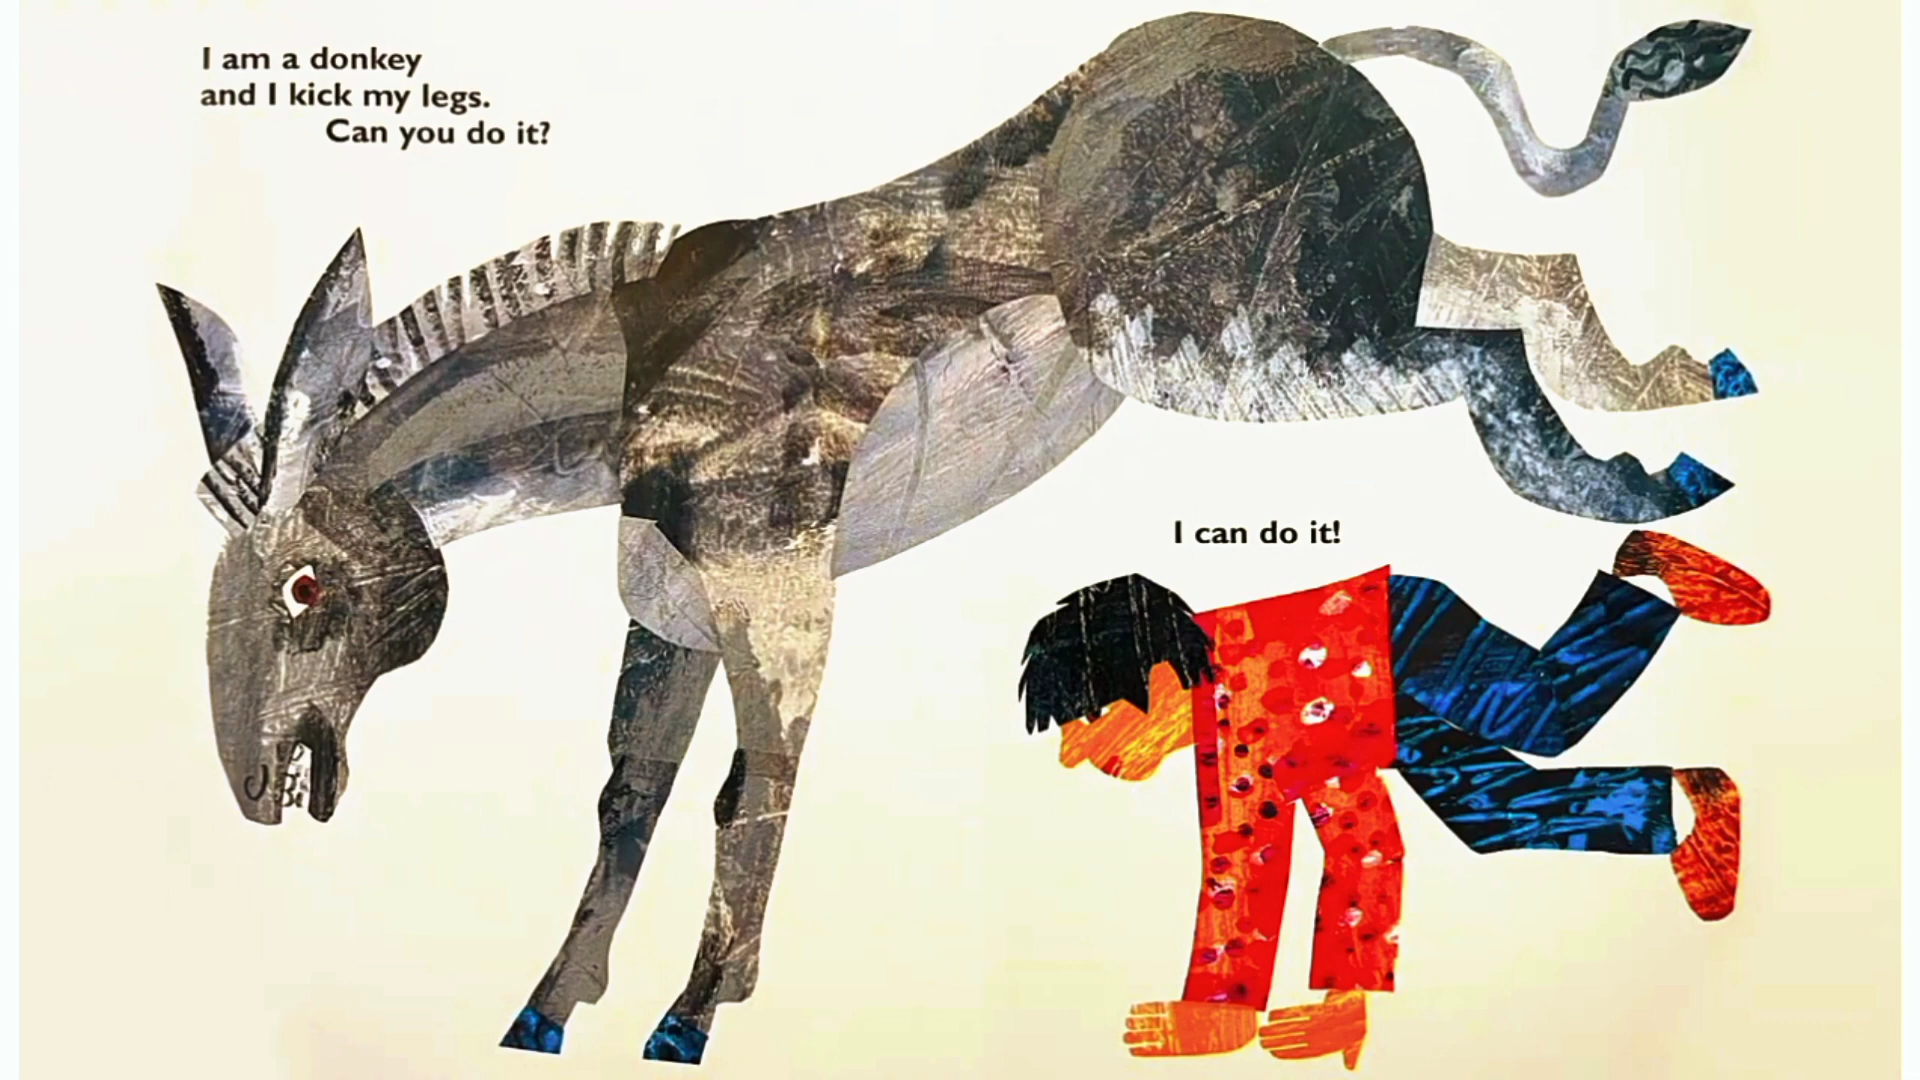 I am a donkey
and I kick my legs.
Can you do it?
I can do it!